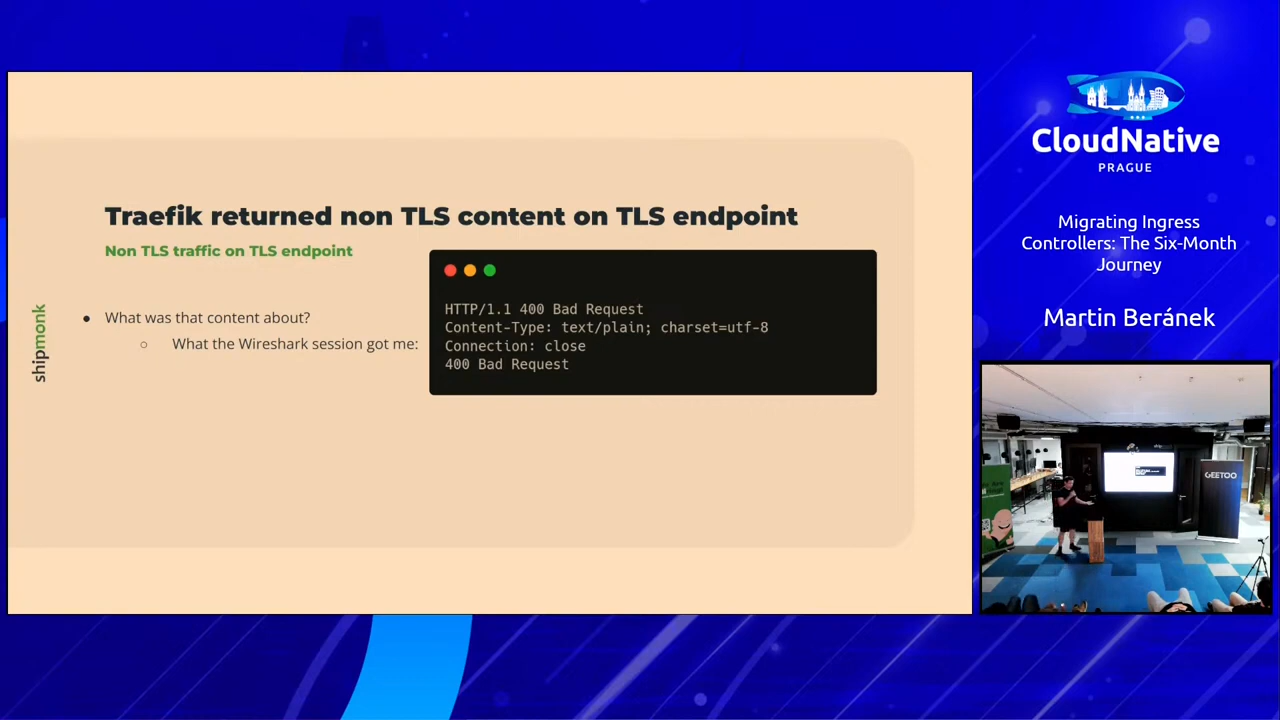 Traefik returned non TLS content on TLS endpoint
Non TLS traffic on TLS endpoint
What was that content about?
What the Wireshark session got me:
HTTP/1.1 400 Bad Request
Content-Type: text/plain; charset=utf-8
Connection: close
400 Bad Request
shipmonk
CloudNative
PRAGUE
Migrating Ingress
Controllers: The Six-Month
Journey
Martin Beránek
GEETOO